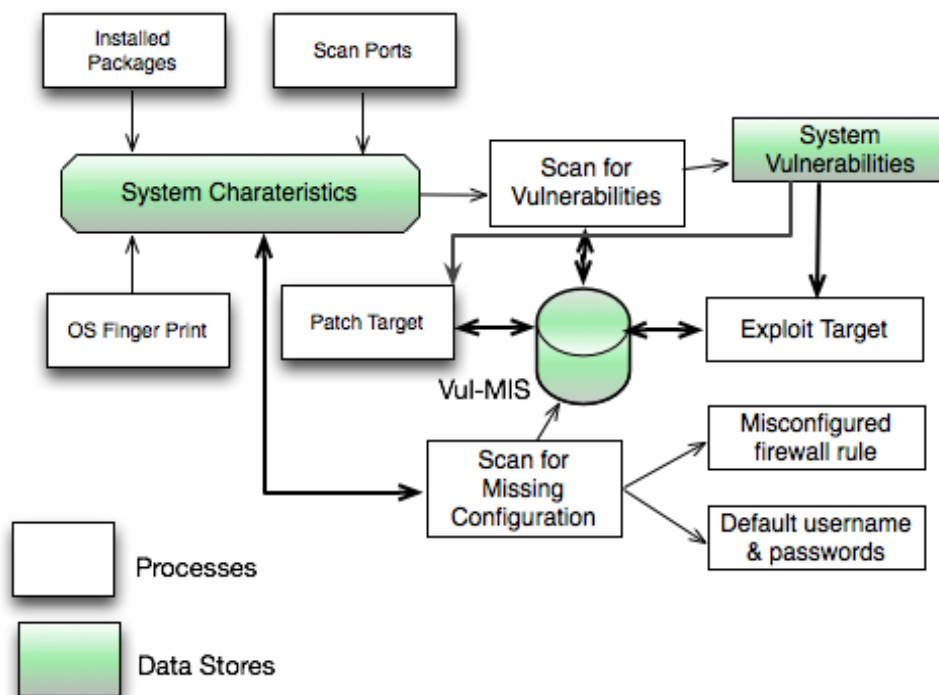 Installed
Packages
Scan Ports
System Charateristics
Scan for
Vulnerabilities
System
Vulnerabilities
OS Finger Print
Patch Target
Exploit Target
Vul-MIS
Scan for
Missing
Configuration
Misconfigured
firewall rule
Default username
& passwords
Processes
Data Stores